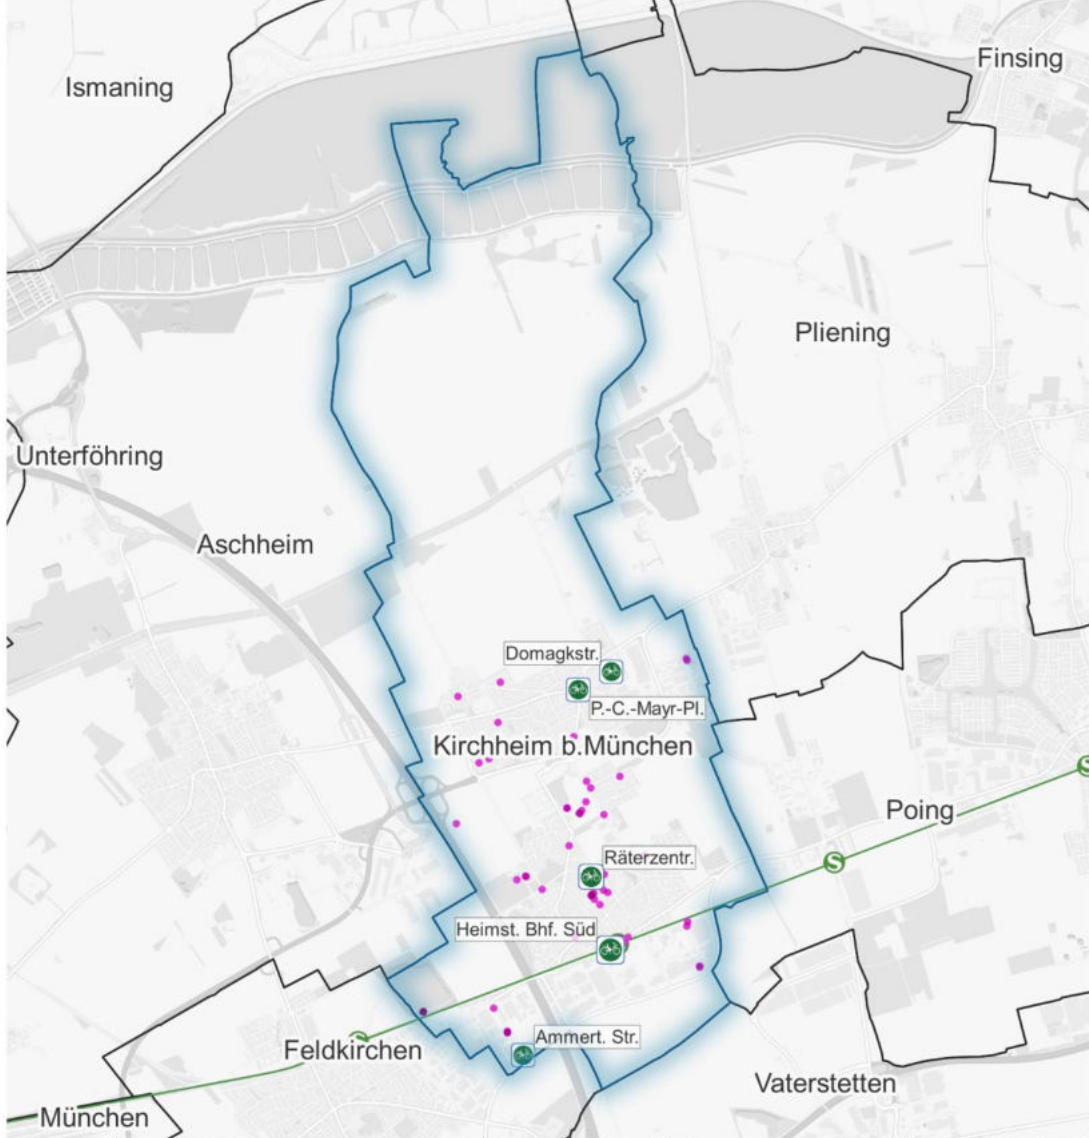 Finsing
Ismaning
Pliening
Unterföhring
Aschheim
Domagkstr.
P.-C.-Mayr-Pl.
Kirchheim b.München
S
Poing
S
Räterzentr.
Heimst. Bhf. Süd
Ammert. Str.
Feldkirchen
Vaterstetten
München